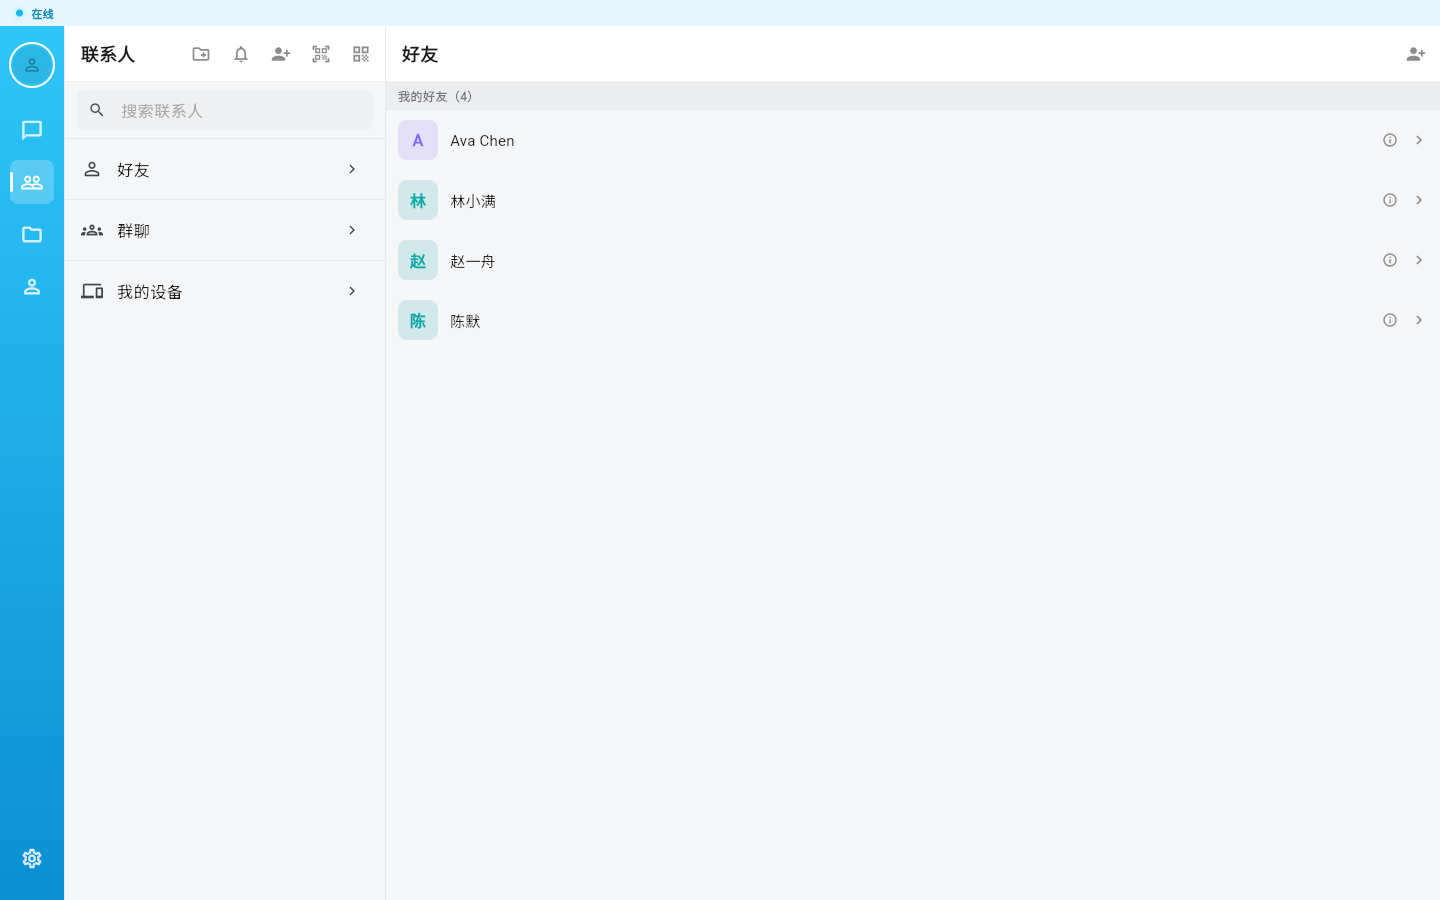 在线
联系人
搜索联系人
好友
群聊
我的设备
好友
我的好友（4）
A Ava Chen
林 林小满
赵 赵一舟
陈 陈默